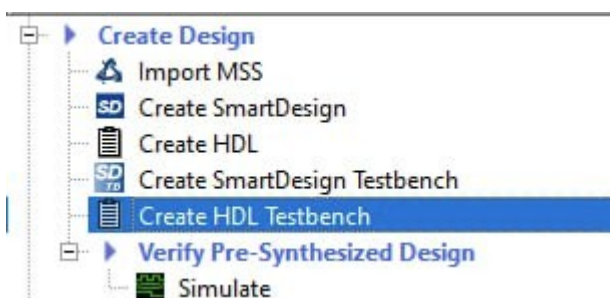 Create Design
Import MSS
SD Create SmartDesign
Create HDL
SD TB Create SmartDesign Testbench
Create HDL Testbench
Verify Pre-Synthesized Design
Simulate